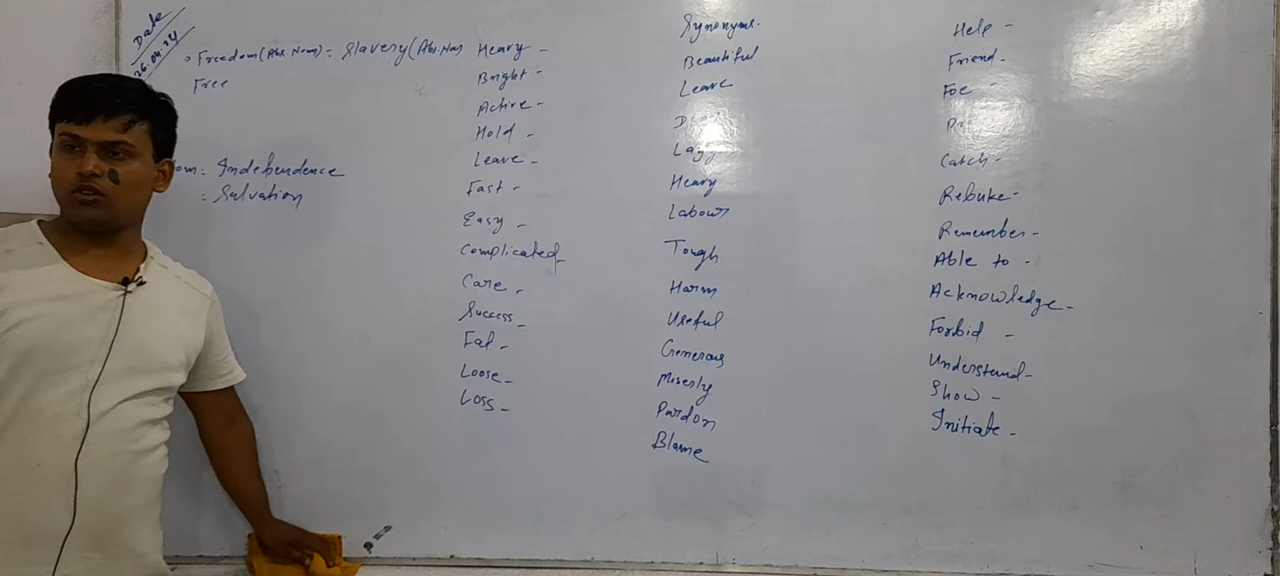 Date
26.04.24
Freedom (Abs. Noun) = Slavery (Abs. Nou
Free
om: Independence
: Salvation
Heavy -
Bright -
Active -
Hold -
Leave -
Fast -
Easy -
Complicated -
Care -
Success -
Fat -
Loose -
Loss -
Synonyms.
Beautiful
Leave
Lazy
Heavy
Labour
Tough
Harm
Useful
Generous
Miserly
Pardon
Blame
Help -
Friend -
Foe -
Catch -
Rebuke -
Remember -
Able to -
Acknowledge -
Forbid -
Understand -
Show -
Initiate -